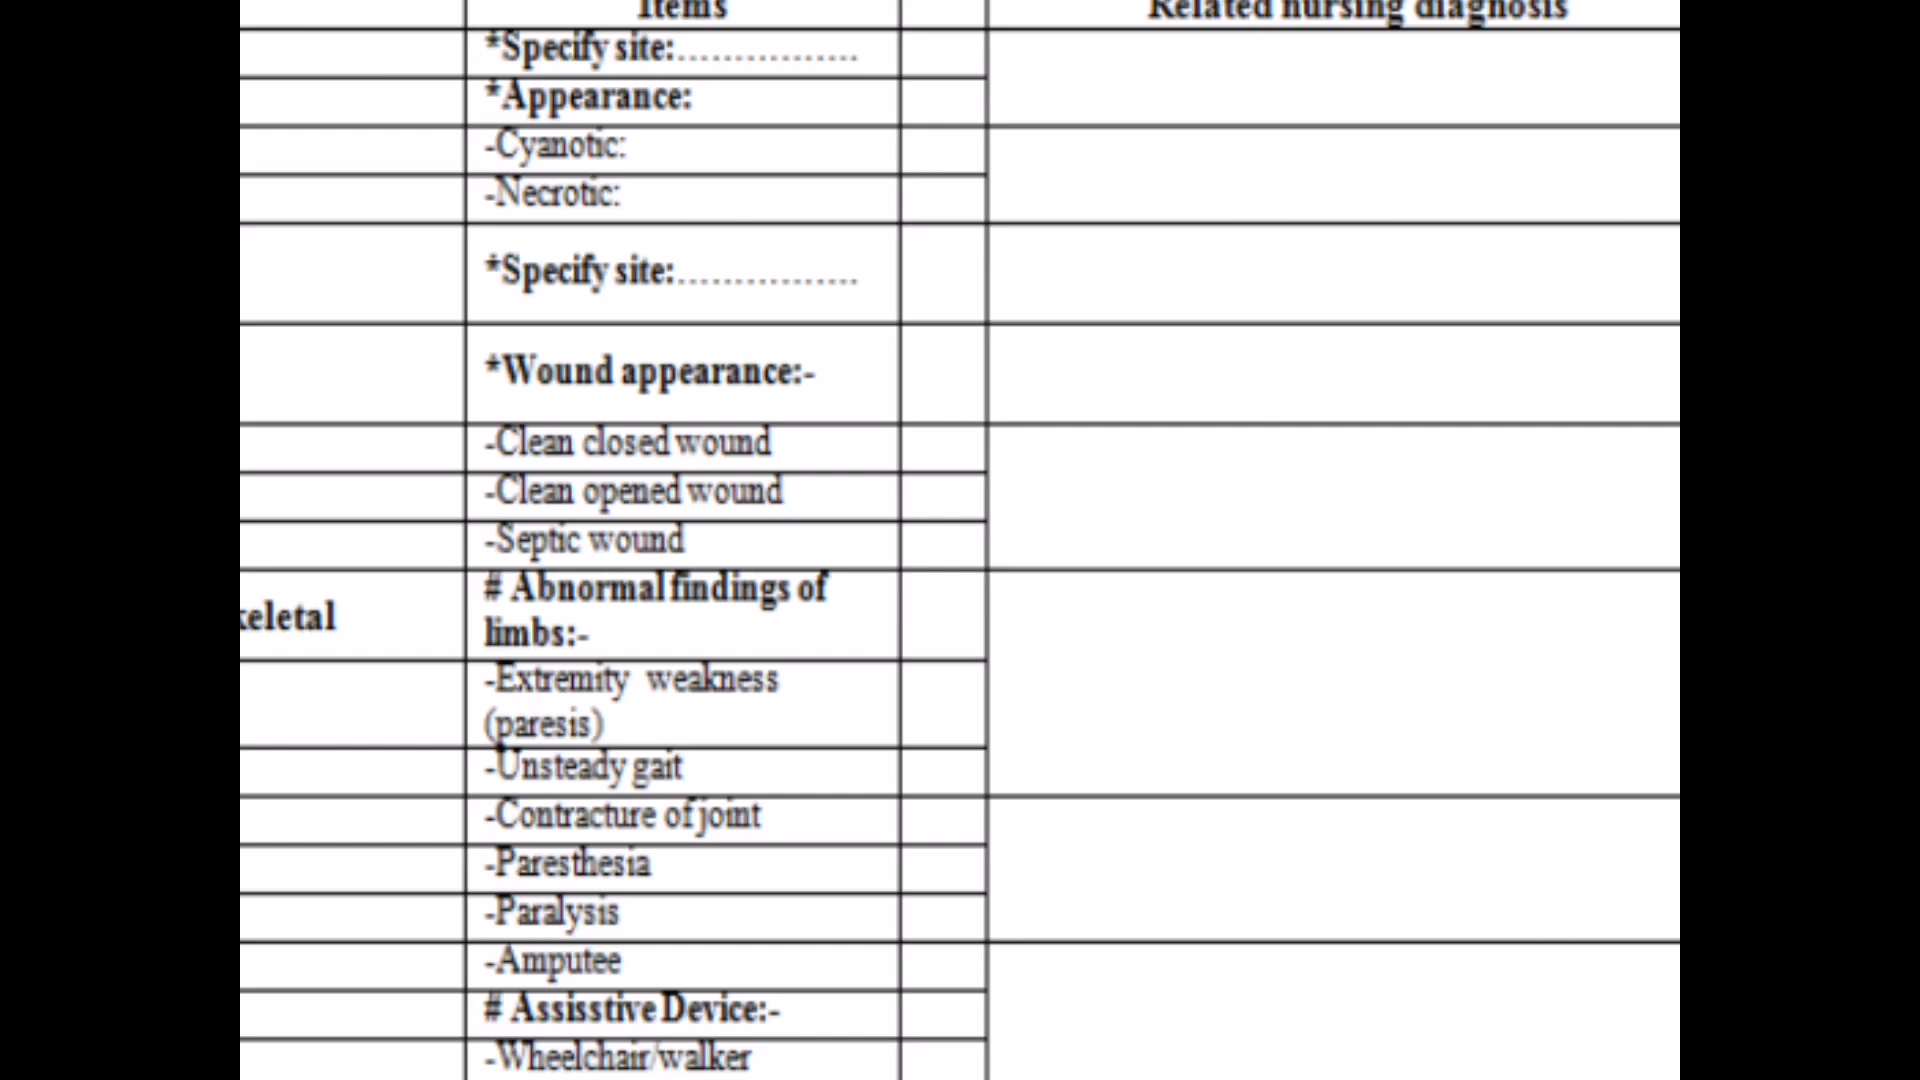 Items
Related nursing diagnosis
*Specify site:................
*Appearance:
-Cyanotic:
-Necrotic:
*Specify site:................
*Wound appearance:-
-Clean closed wound
-Clean opened wound
-Septic wound
keletal
# Abnormal findings of
limbs:-
-Extremity weakness
(paresis)
-Unsteady gait
-Contracture of joint
-Paresthesia
-Paralysis
-Amputee
# Assisstive Device:-
-Wheelchair/walker